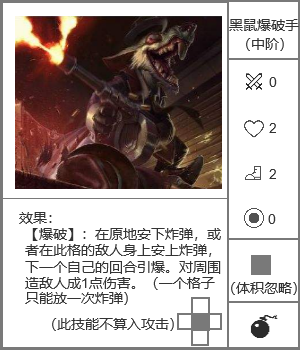 黑鼠爆破手
(中阶)
0
2
2
0
(体积忽略)
效果：
【爆破】：在原地安下炸弹，或
者在此格的敌人身上安上炸弹，
下一个自己的回合引爆。对周围
造敌人成1点伤害。（一个格子
只能放一次炸弹）
（此技能不算入攻击）